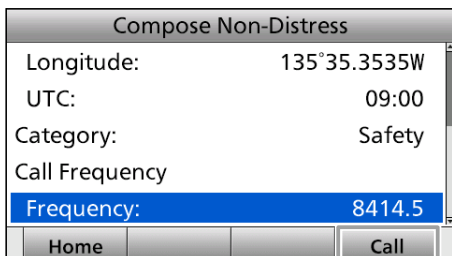 Compose Non-Distress
Longitude: 135°35.3535W
UTC: 09:00
Category: Safety
Call Frequency
Frequency: 8414.5
Home Call